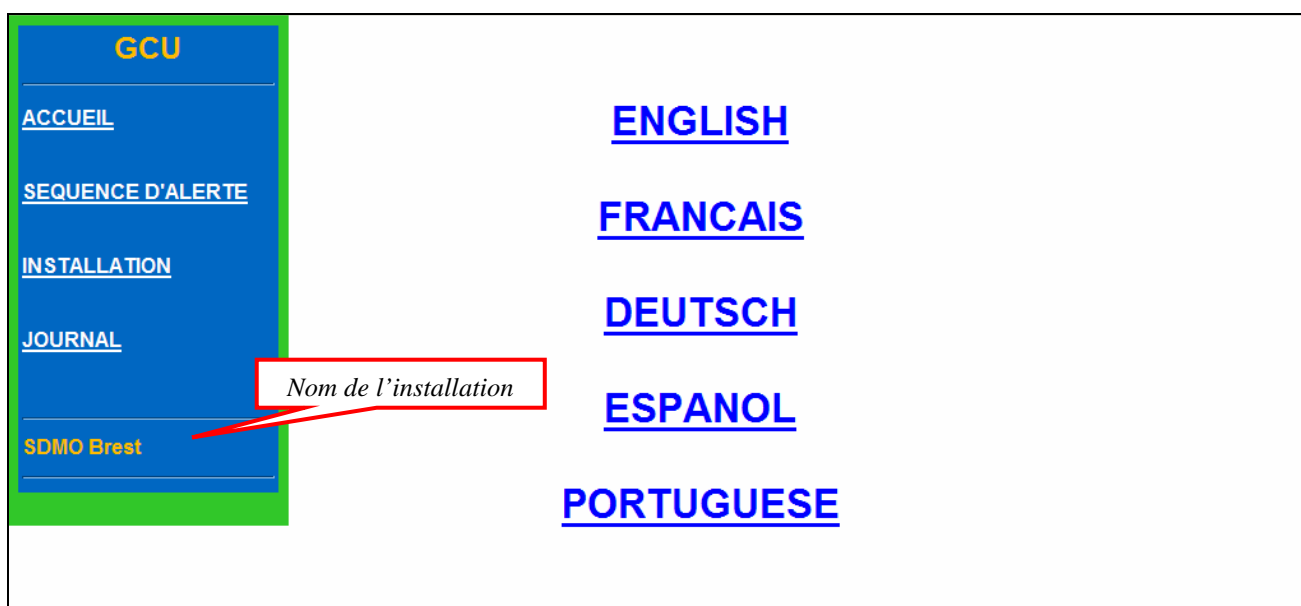 GCU
ACCUEIL
SEQUENCE D'ALERTE
INSTALLATION
JOURNAL
Nom de l’installation
SDMO Brest
ENGLISH
FRANCAIS
DEUTSCH
ESPANOL
PORTUGUESE